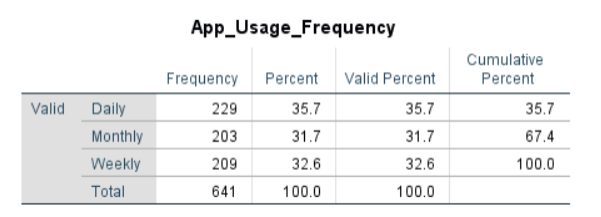 App_Usage_Frequency
Frequency Percent Valid Percent Cumulative Percent
Valid Daily 229 35.7 35.7 35.7
Monthly 203 31.7 31.7 67.4
Weekly 209 32.6 32.6 100.0
Total 641 100.0 100.0